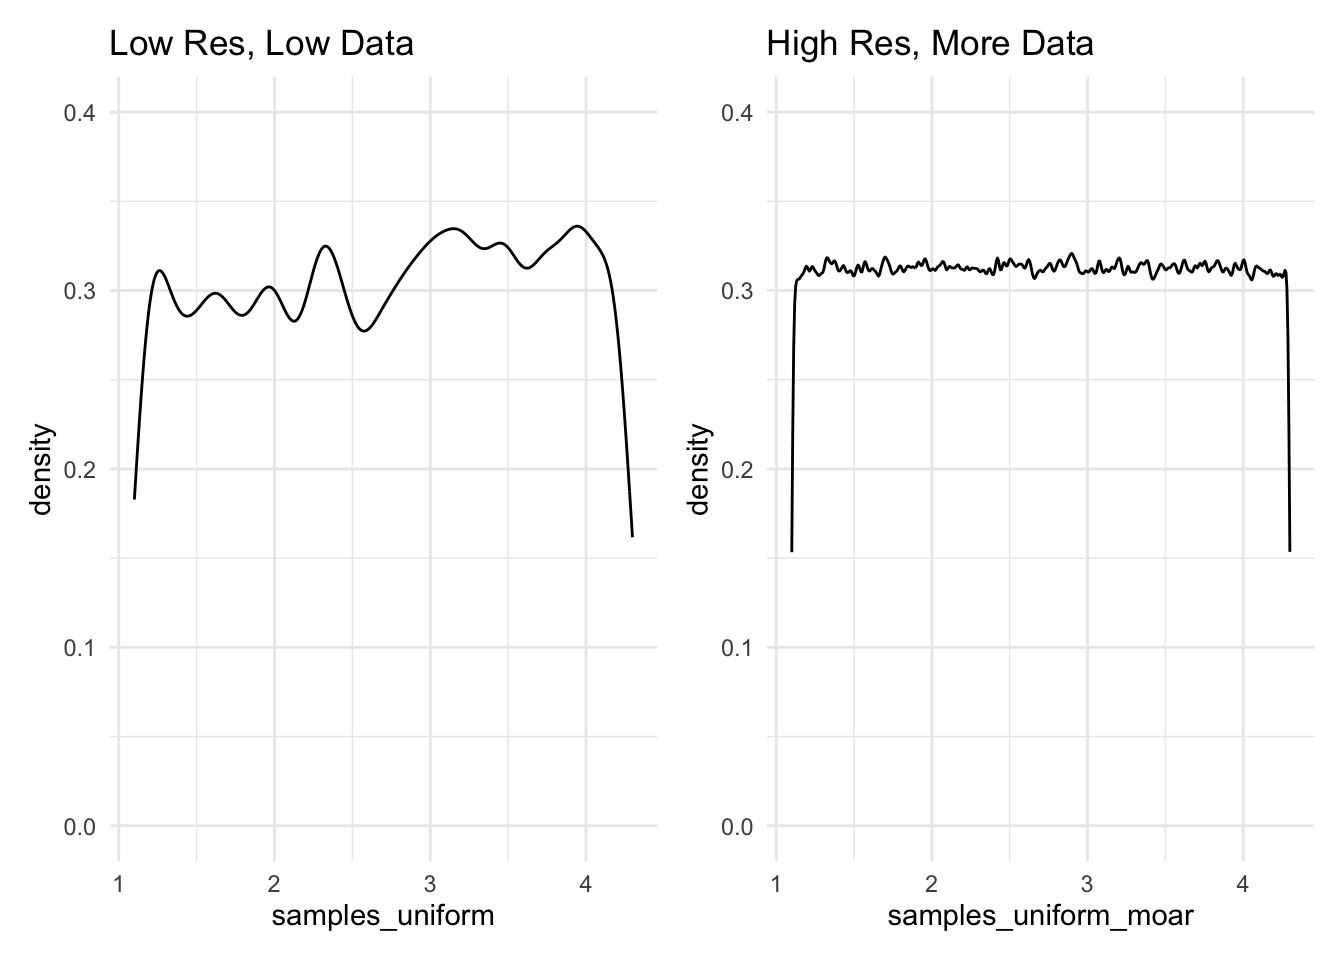 Low Res, Low Data
0.4
0.3
0.2
0.1
0.0
density
1 2 3 4
samples_uniform
High Res, More Data
0.4
0.3
0.2
0.1
0.0
density
1 2 3 4
samples_uniform_moar